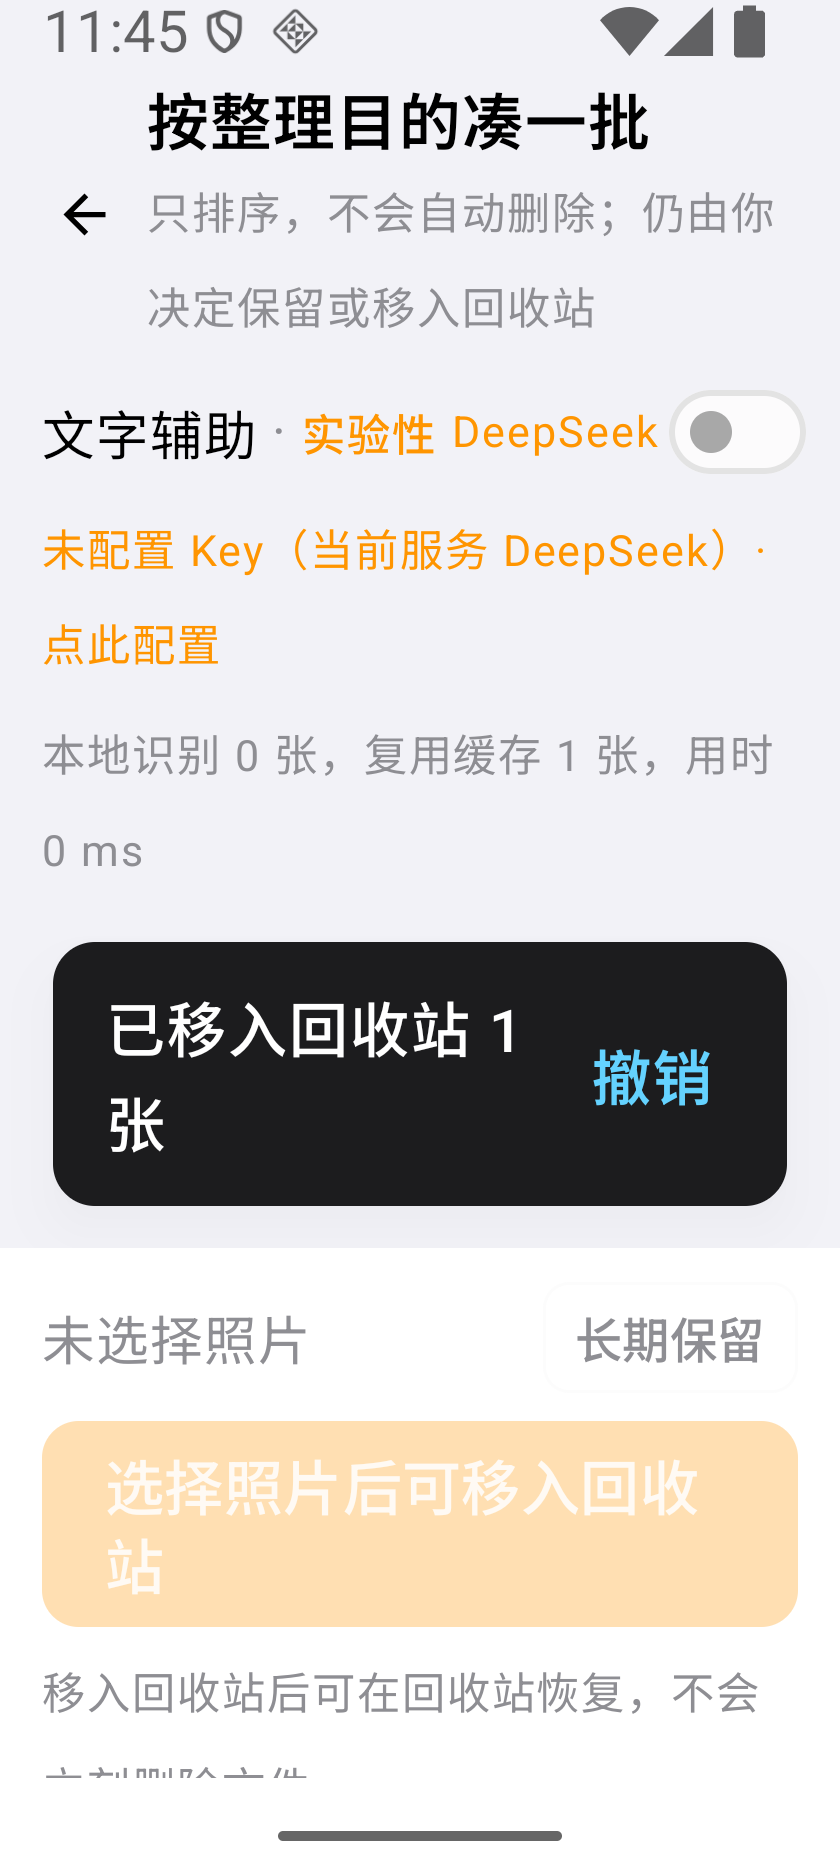 11:45
按整理目的凑一批
只排序，不会自动删除；仍由你
决定保留或移入回收站
文字辅助 · 实验性 DeepSeek
未配置 Key（当前服务 DeepSeek）·
点此配置
本地识别 0 张，复用缓存 1 张，用时
0 ms
已移入回收站 1
张
撤销
未选择照片
长期保留
选择照片后可移入回收
站
移入回收站后可在回收站恢复，不会